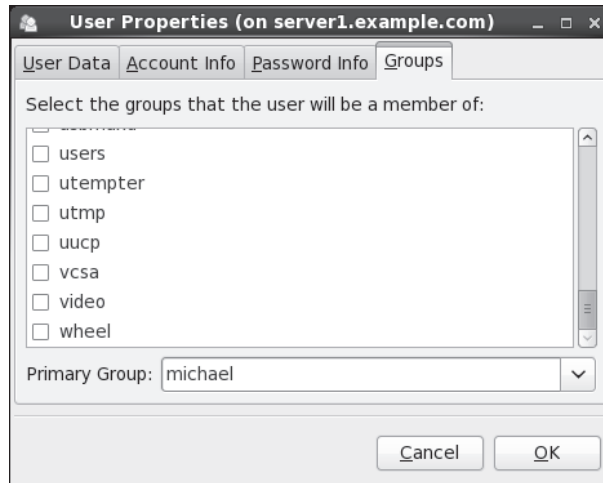 User Properties (on server1.example.com)
User Data Account Info Password Info Groups
Select the groups that the user will be a member of:
users
utempter
utmp
uucp
vcsa
video
wheel
Primary Group: michael
Cancel OK